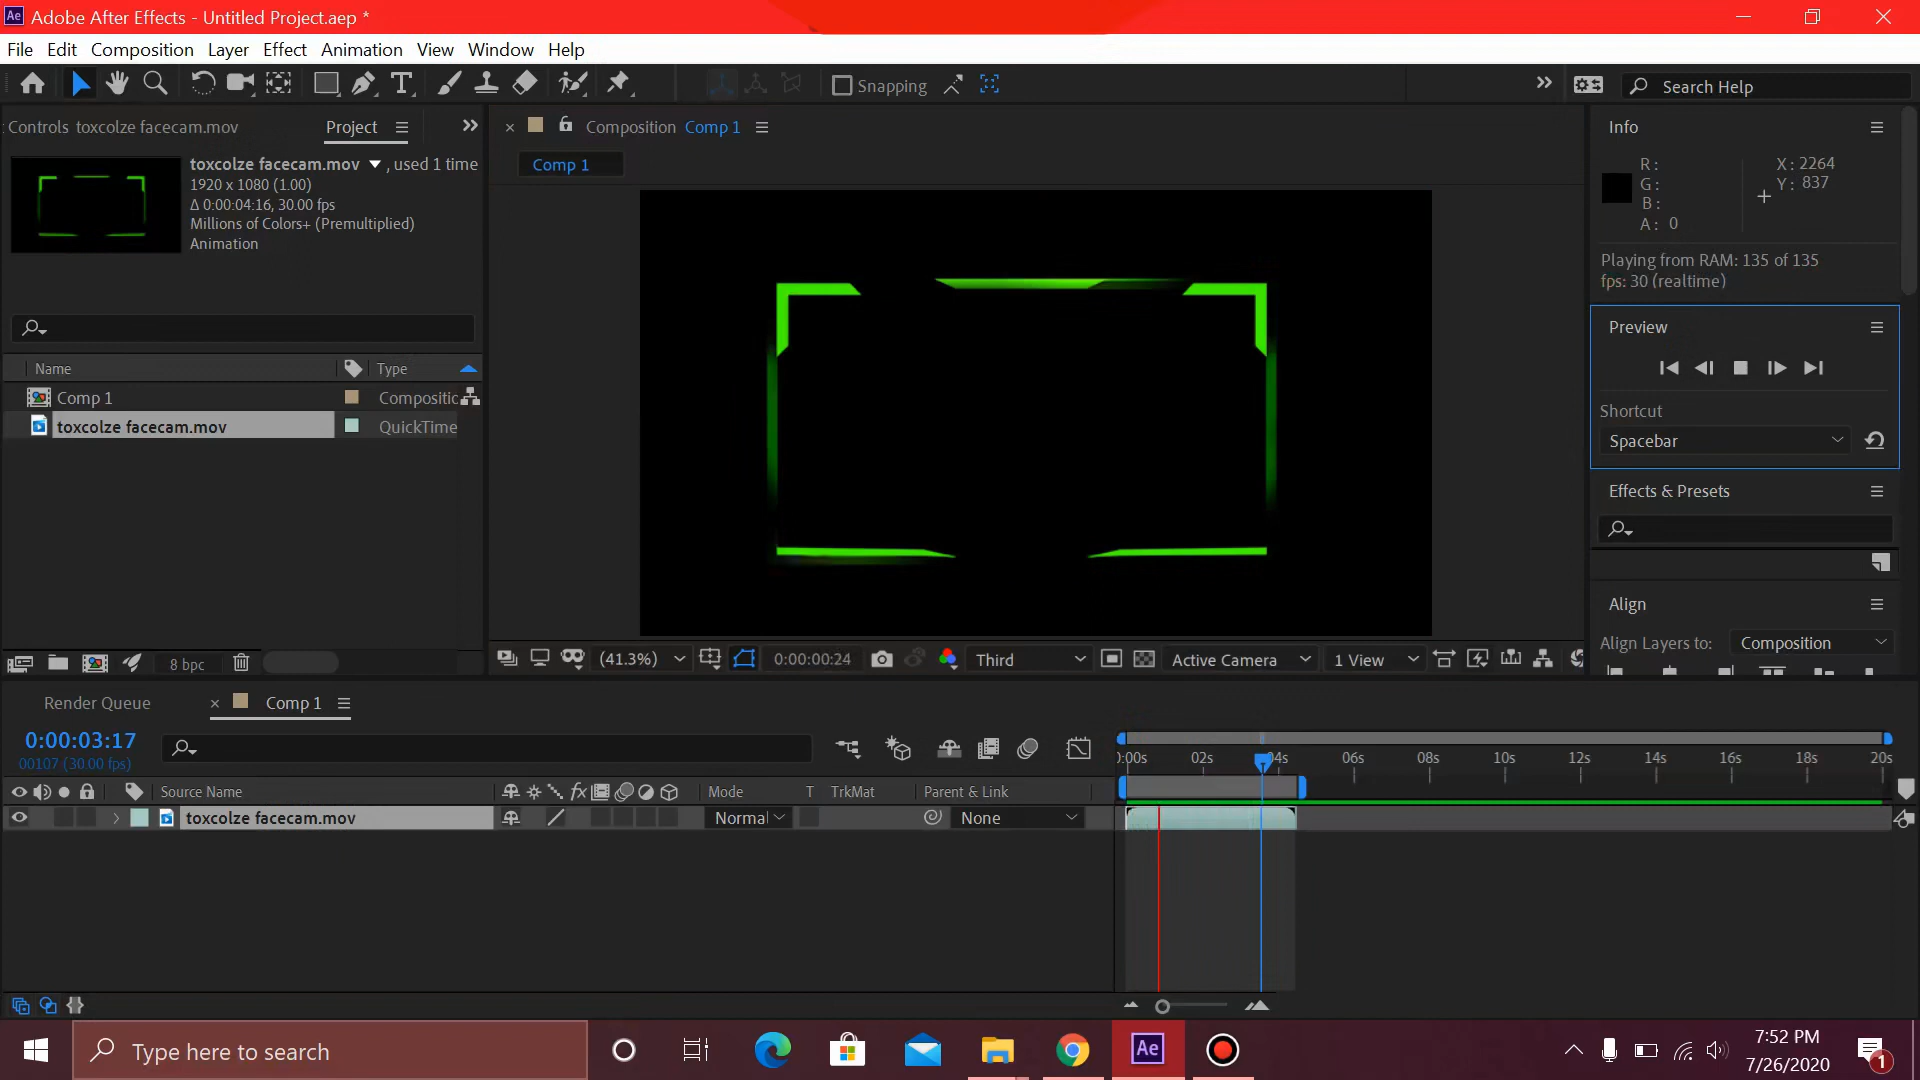 Ae Adobe After Effects - Untitled Project.aep *
File Edit Composition Layer Effect Animation View Window Help
Snapping
Search Help
Controls toxcolze facecam.mov
Project
toxcolze facecam.mov , used 1 time
1920 x 1080 (1.00)
Δ 0:00:04:16, 30.00 fps
Millions of Colors+ (Premultiplied)
Animation
Name Type
Comp 1 Compositic
toxcolze facecam.mov QuickTime
8 bpc
Composition Comp 1
Comp 1
(41.3%) 0:00:00:24 Third Active Camera 1 View
Info
R:
G:
B:
A: 0
X: 2264
Y: 837
Playing from RAM: 135 of 135
fps: 30 (realtime)
Preview
Shortcut
Spacebar
Effects & Presets
Align
Align Layers to: Composition
Render Queue
Comp 1
0:00:03:17
00107 (30.00 fps)
Source Name
fx
Mode T TrkMat Parent & Link
toxcolze facecam.mov Normal None
):00s 02s 04s 06s 08s 10s 12s 14s 16s 18s 20s
Type here to search
Ae
7:52 PM
7/26/2020
1